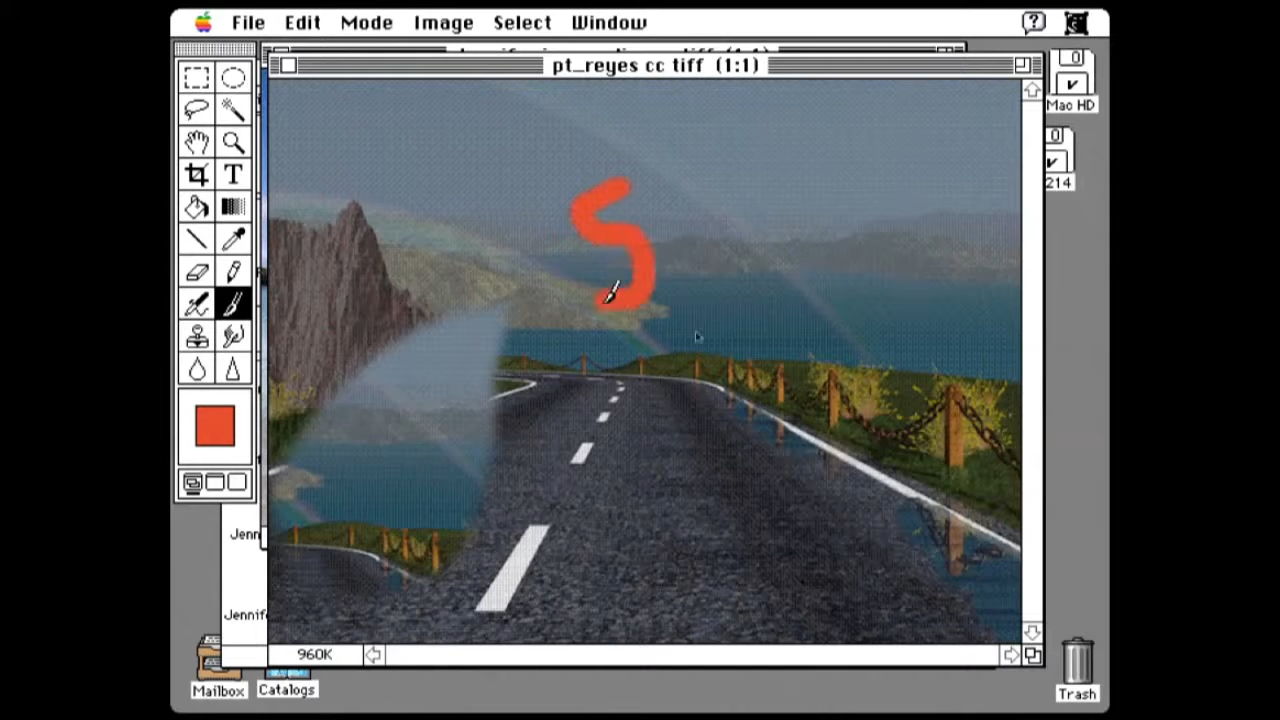 File Edit Mode Image Select Window
pt_reyes cc tiff (1:1)
Mac HD
214
T
Jenn
Jennife
960K
Mailbox
Catalogs
Trash
S